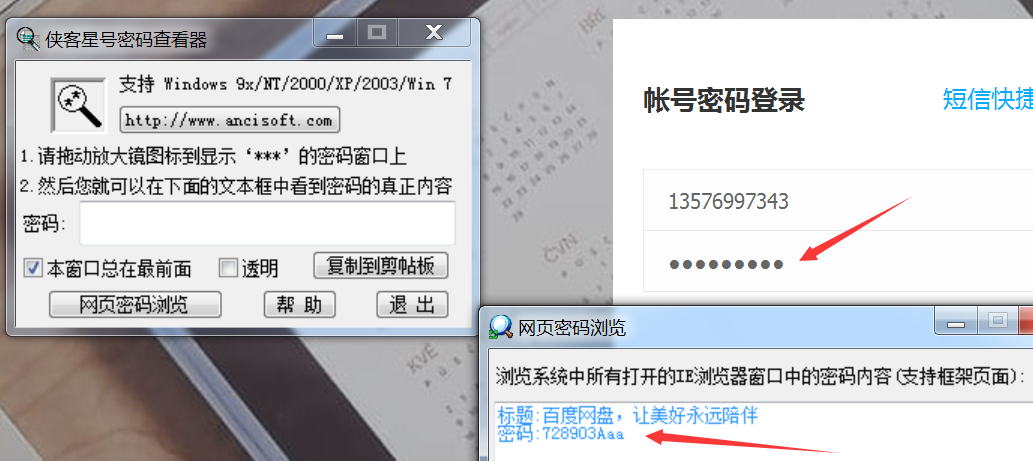 侠客星号密码查看器
支持 Windows 9x/NT/2000/XP/2003/Win 7
http://www.ancisoft.com
1.请拖动放大镜图标到显示‘***’的密码窗口上
2.然后您就可以在下面的文本框中看到密码的真正内容
密码:
本窗口总在最前面 透明 复制到剪帖板
网页密码浏览 帮 助 退 出
帐号密码登录 短信快捷
13576997343
●●●●●●●●●
网页密码浏览
浏览系统中所有打开的IE浏览器窗口中的密码内容(支持框架页面):
标题:百度网盘，让美好永远陪伴
密码:728903Aaa
ČVN